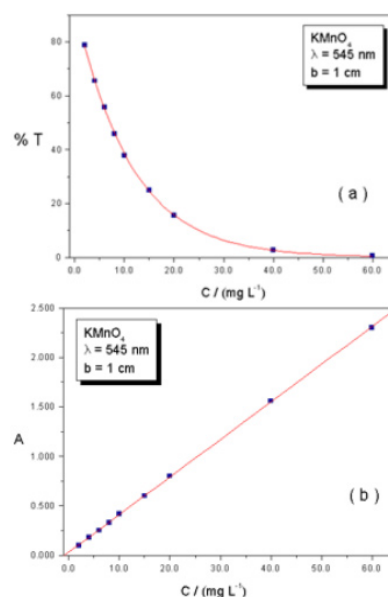 80
60
40
20
0
% T
KMnO₄
λ = 545 nm
b = 1 cm
( a )
0.0 10.0 20.0 30.0 40.0 50.0 60.0
C / (mg L⁻¹)
2.500
2.000
1.500
1.000
0.500
0.000
A
KMnO₄
λ = 545 nm
b = 1 cm
( b )
0.0 10.0 20.0 30.0 40.0 50.0 60.0
C / (mg L⁻¹)